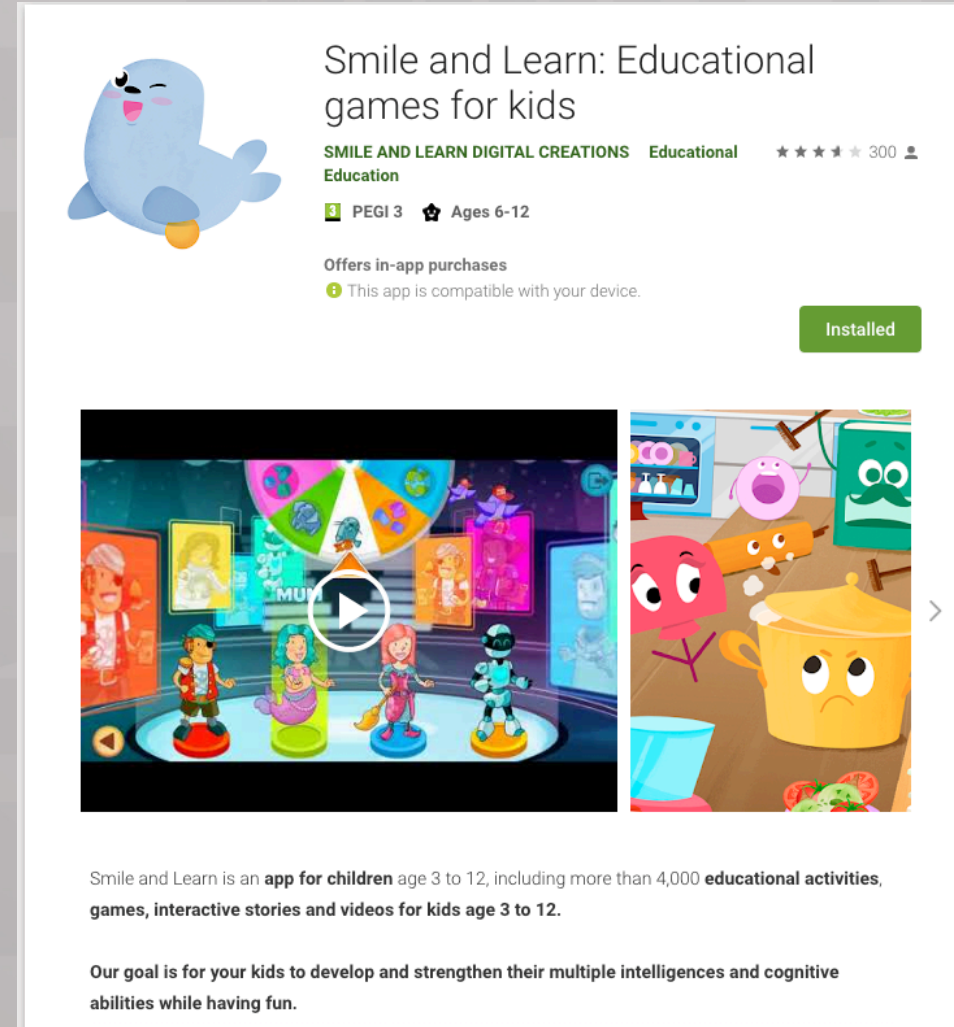 Smile and Learn: Educational
games for kids
SMILE AND LEARN DIGITAL CREATIONS Educational
Education
300
3 PEGI 3 Ages 6-12
Offers in-app purchases
This app is compatible with your device.
Installed
MUM
Smile and Learn is an app for children age 3 to 12, including more than 4,000 educational activities,
games, interactive stories and videos for kids age 3 to 12.
Our goal is for your kids to develop and strengthen their multiple intelligences and cognitive
abilities while having fun.